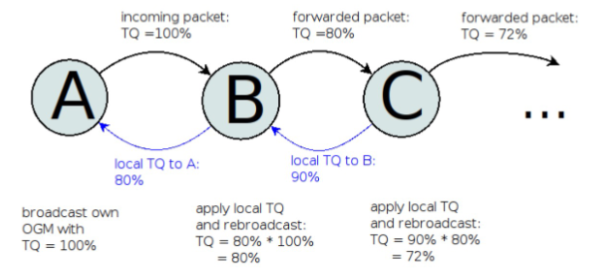 incoming packet:
TQ =100%
forwarded packet:
TQ =80%
forwarded packet:
TQ = 72%
A
B
C
...
local TQ to A:
80%
local TQ to B:
90%
broadcast own
OGM with
TQ = 100%
apply local TQ
and rebroadcast:
TQ = 80% * 100%
= 80%
apply local TQ
and rebroadcast:
TQ = 90% * 80%
= 72%